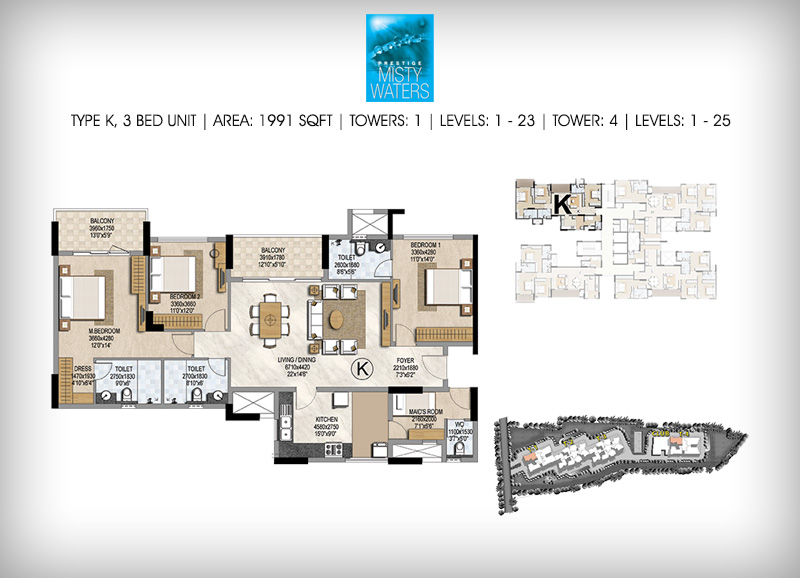 PRESTIGE
MISTY
WATERS
TYPE K, 3 BED UNIT | AREA: 1991 SQFT | TOWERS: 1 | LEVELS: 1 - 23 | TOWER: 4 | LEVELS: 1 - 25
BALCONY
3960x1750
13'0"x5'9"
BALCONY
3910x1780
12'10"x5'10"
TOILET
2600x1680
8'6"x5'6"
BEDROOM 1
3360x4280
11'0"x14'0"
BEDROOM 2
3360x3660
11'0"x12'0"
M.BEDROOM
3660x4280
12'0"x14'
DRESS
1470x1930
4'10"x6'4"
TOILET
2750x1830
9'0"x6'
TOILET
2700x1830
8'10"x6'
LIVING / DINING
6710x4420
22'x14'6"
FOYER
2210x1880
7'3"x6'2"
K
KITCHEN
4580x2750
15'0"x9'0"
MAID'S ROOM
2160x2000
7'1"x6'6"
WC
1100x1530
3'7"x5'0"
K